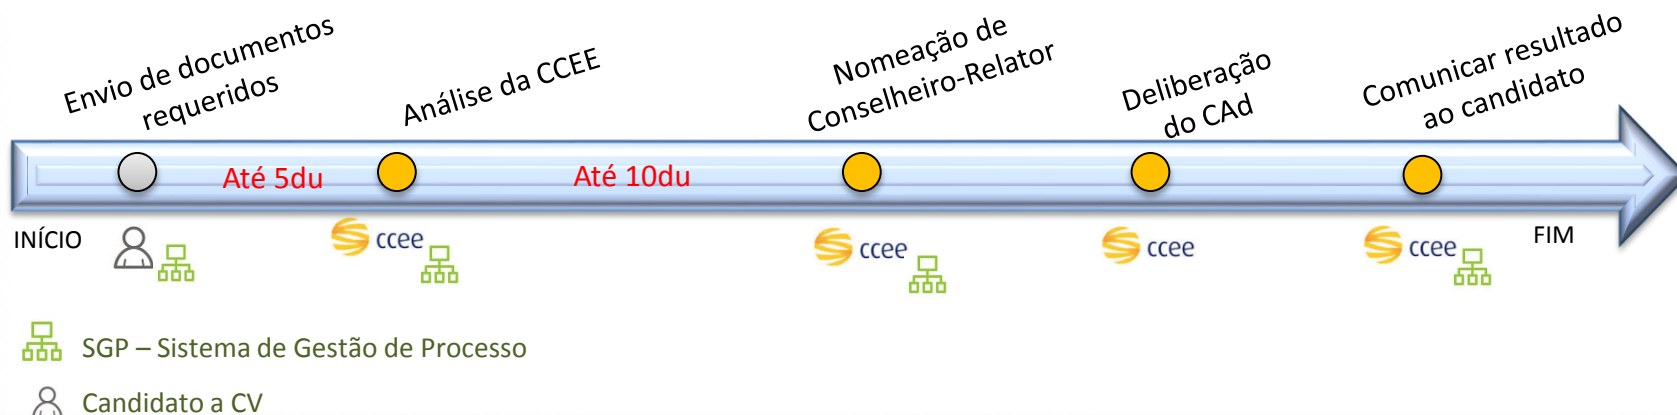 Envio de documentos
requeridos
Análise da CCEE
Nomeação de
Conselheiro-Relator
Deliberação
do CAd
Comunicar resultado
ao candidato
Até 5du
Até 10du
INÍCIO
ccee
ccee
ccee
ccee
FIM
SGP – Sistema de Gestão de Processo
Candidato a CV